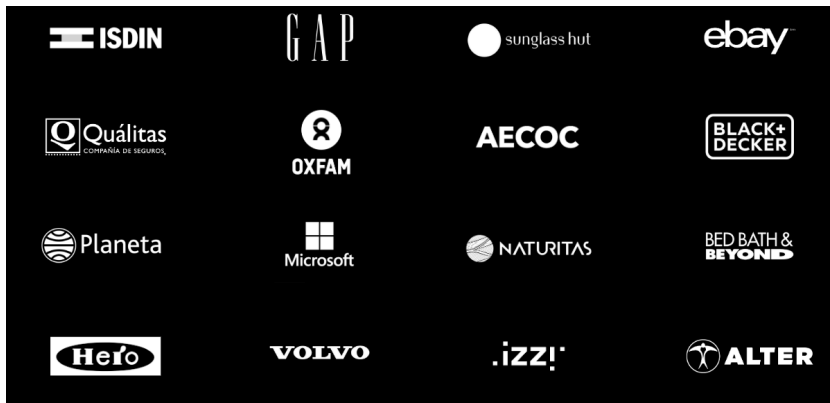 ISDIN
GAP
sunglass hut
ebay
Q Quálitas
COMPAÑÍA DE SEGUROS
OXFAM
AECOC
BLACK+
DECKER
Planeta
Microsoft
NATURITAS
BED BATH &
BEYOND
Hero
VOLVO
.izz!
ALTER